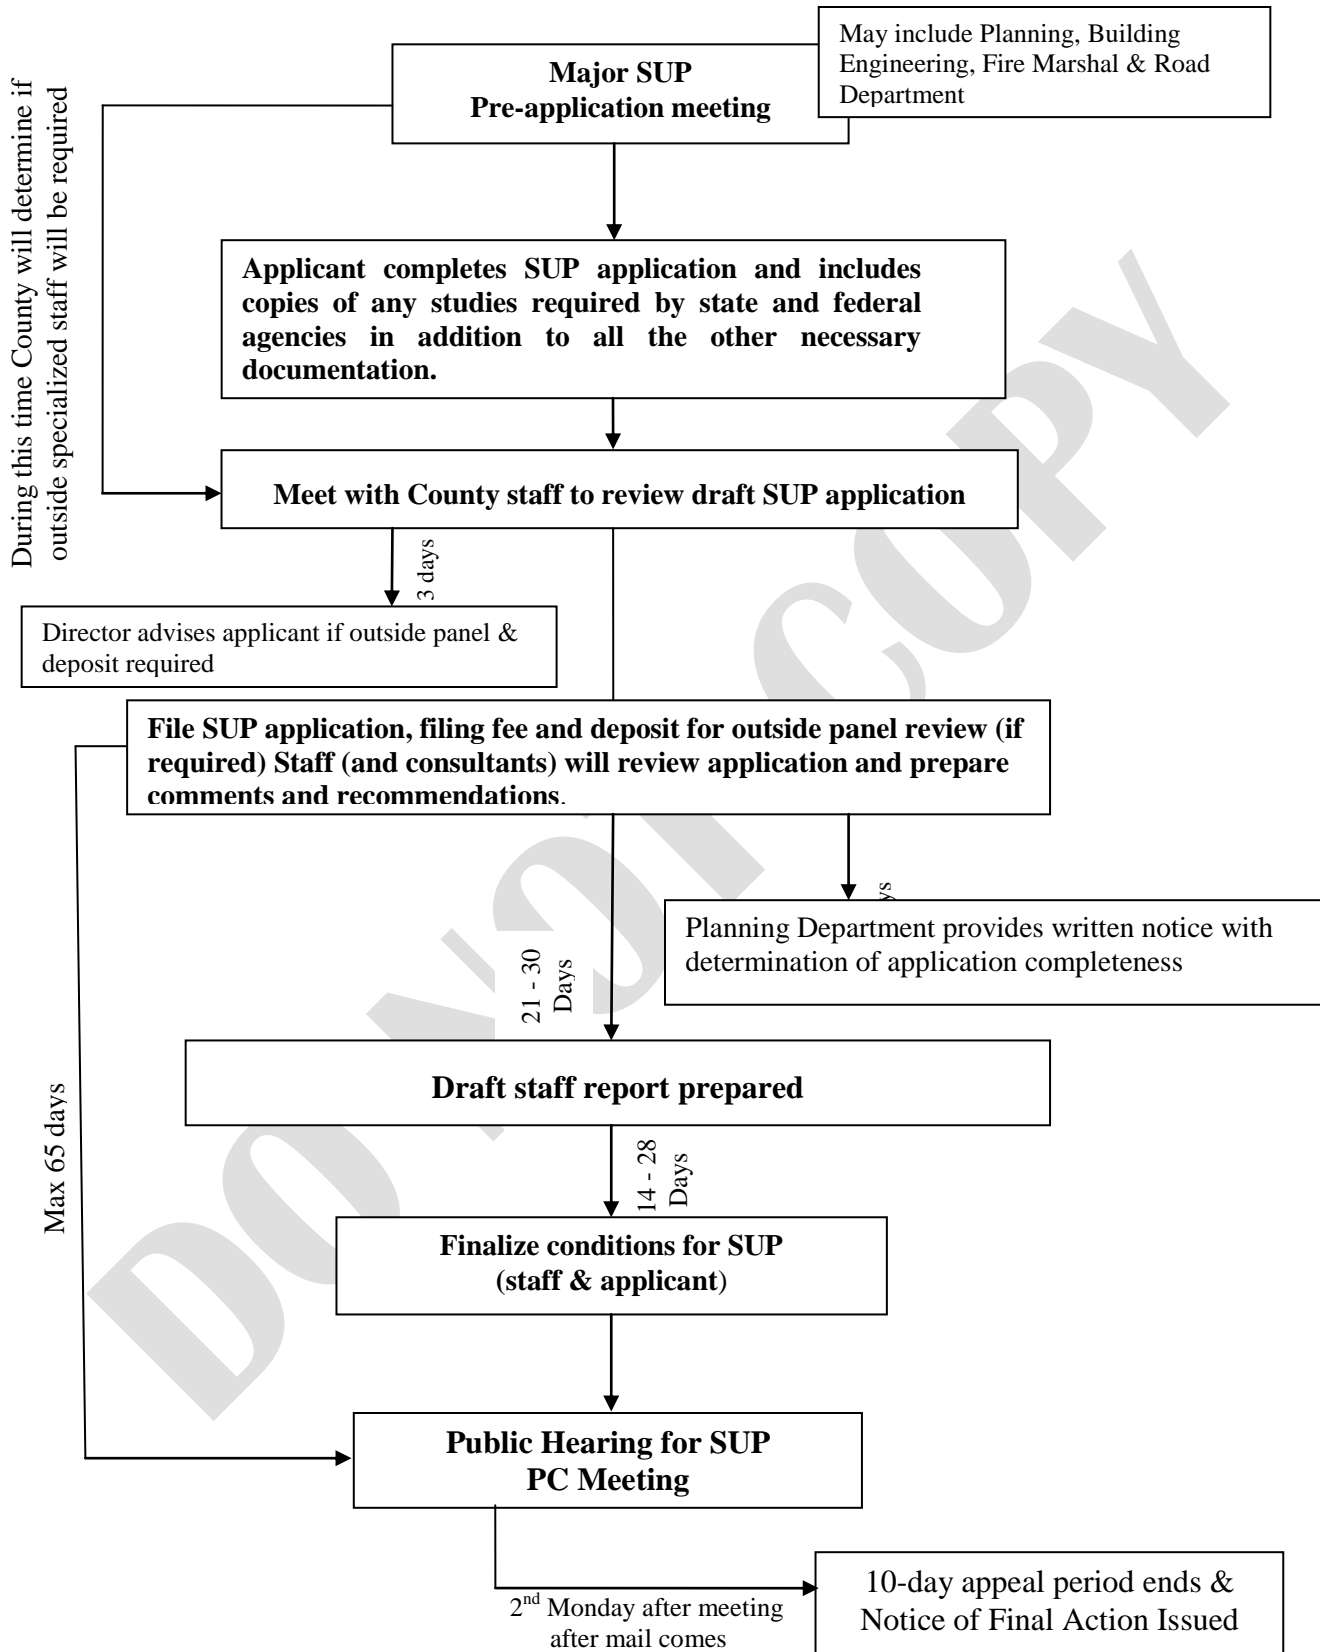 May include Planning, Building
Engineering, Fire Marshal & Road
Department
Major SUP
Pre-application meeting
During this time County will determine if
outside specialized staff will be required
Applicant completes SUP application and includes
copies of any studies required by state and federal
agencies in addition to all the other necessary
documentation.
Meet with County staff to review draft SUP application
3 days
Director advises applicant if outside panel &
deposit required
File SUP application, filing fee and deposit for outside panel review (if
required) Staff (and consultants) will review application and prepare
comments and recommendations.
Planning Department provides written notice with
determination of application completeness
21 - 30
Days
Max 65 days
Draft staff report prepared
14 - 28
Days
Finalize conditions for SUP
(staff & applicant)
Public Hearing for SUP
PC Meeting
2nd Monday after meeting
after mail comes
10-day appeal period ends &
Notice of Final Action Issued
DO NOT COPY